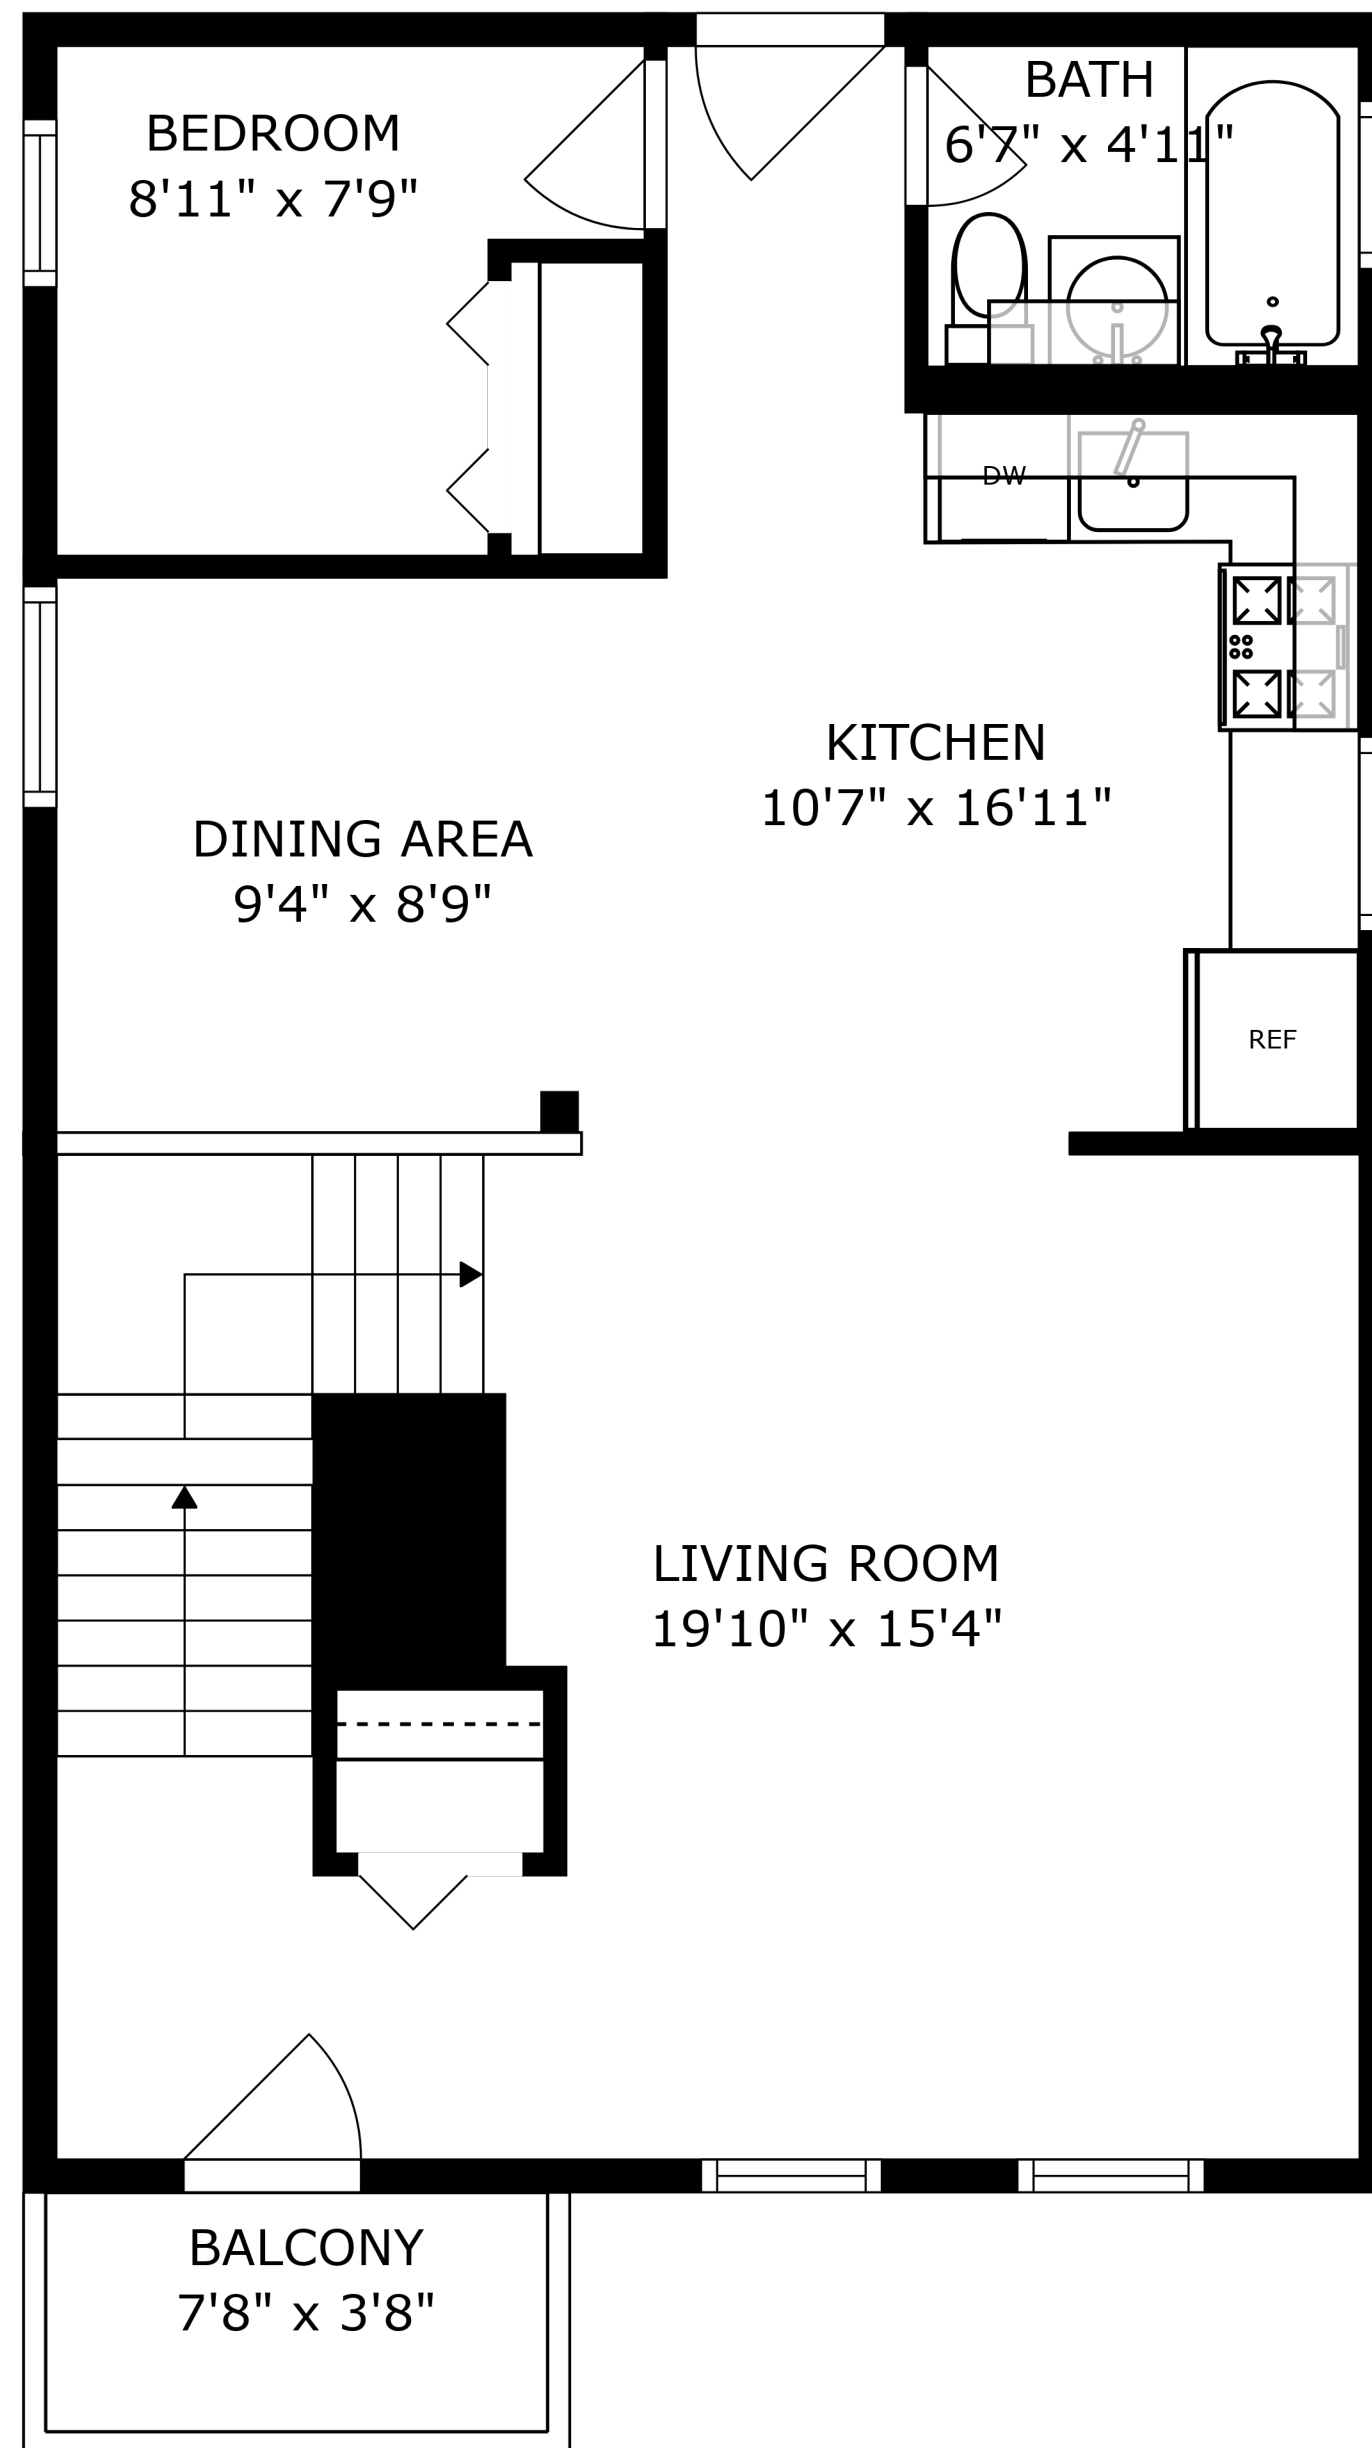 BEDROOM
8'11" x 7'9"
BATH
6'7" x 4'11"
DW
KITCHEN
10'7" x 16'11"
DINING AREA
9'4" x 8'9"
REF
LIVING ROOM
19'10" x 15'4"
BALCONY
7'8" x 3'8"